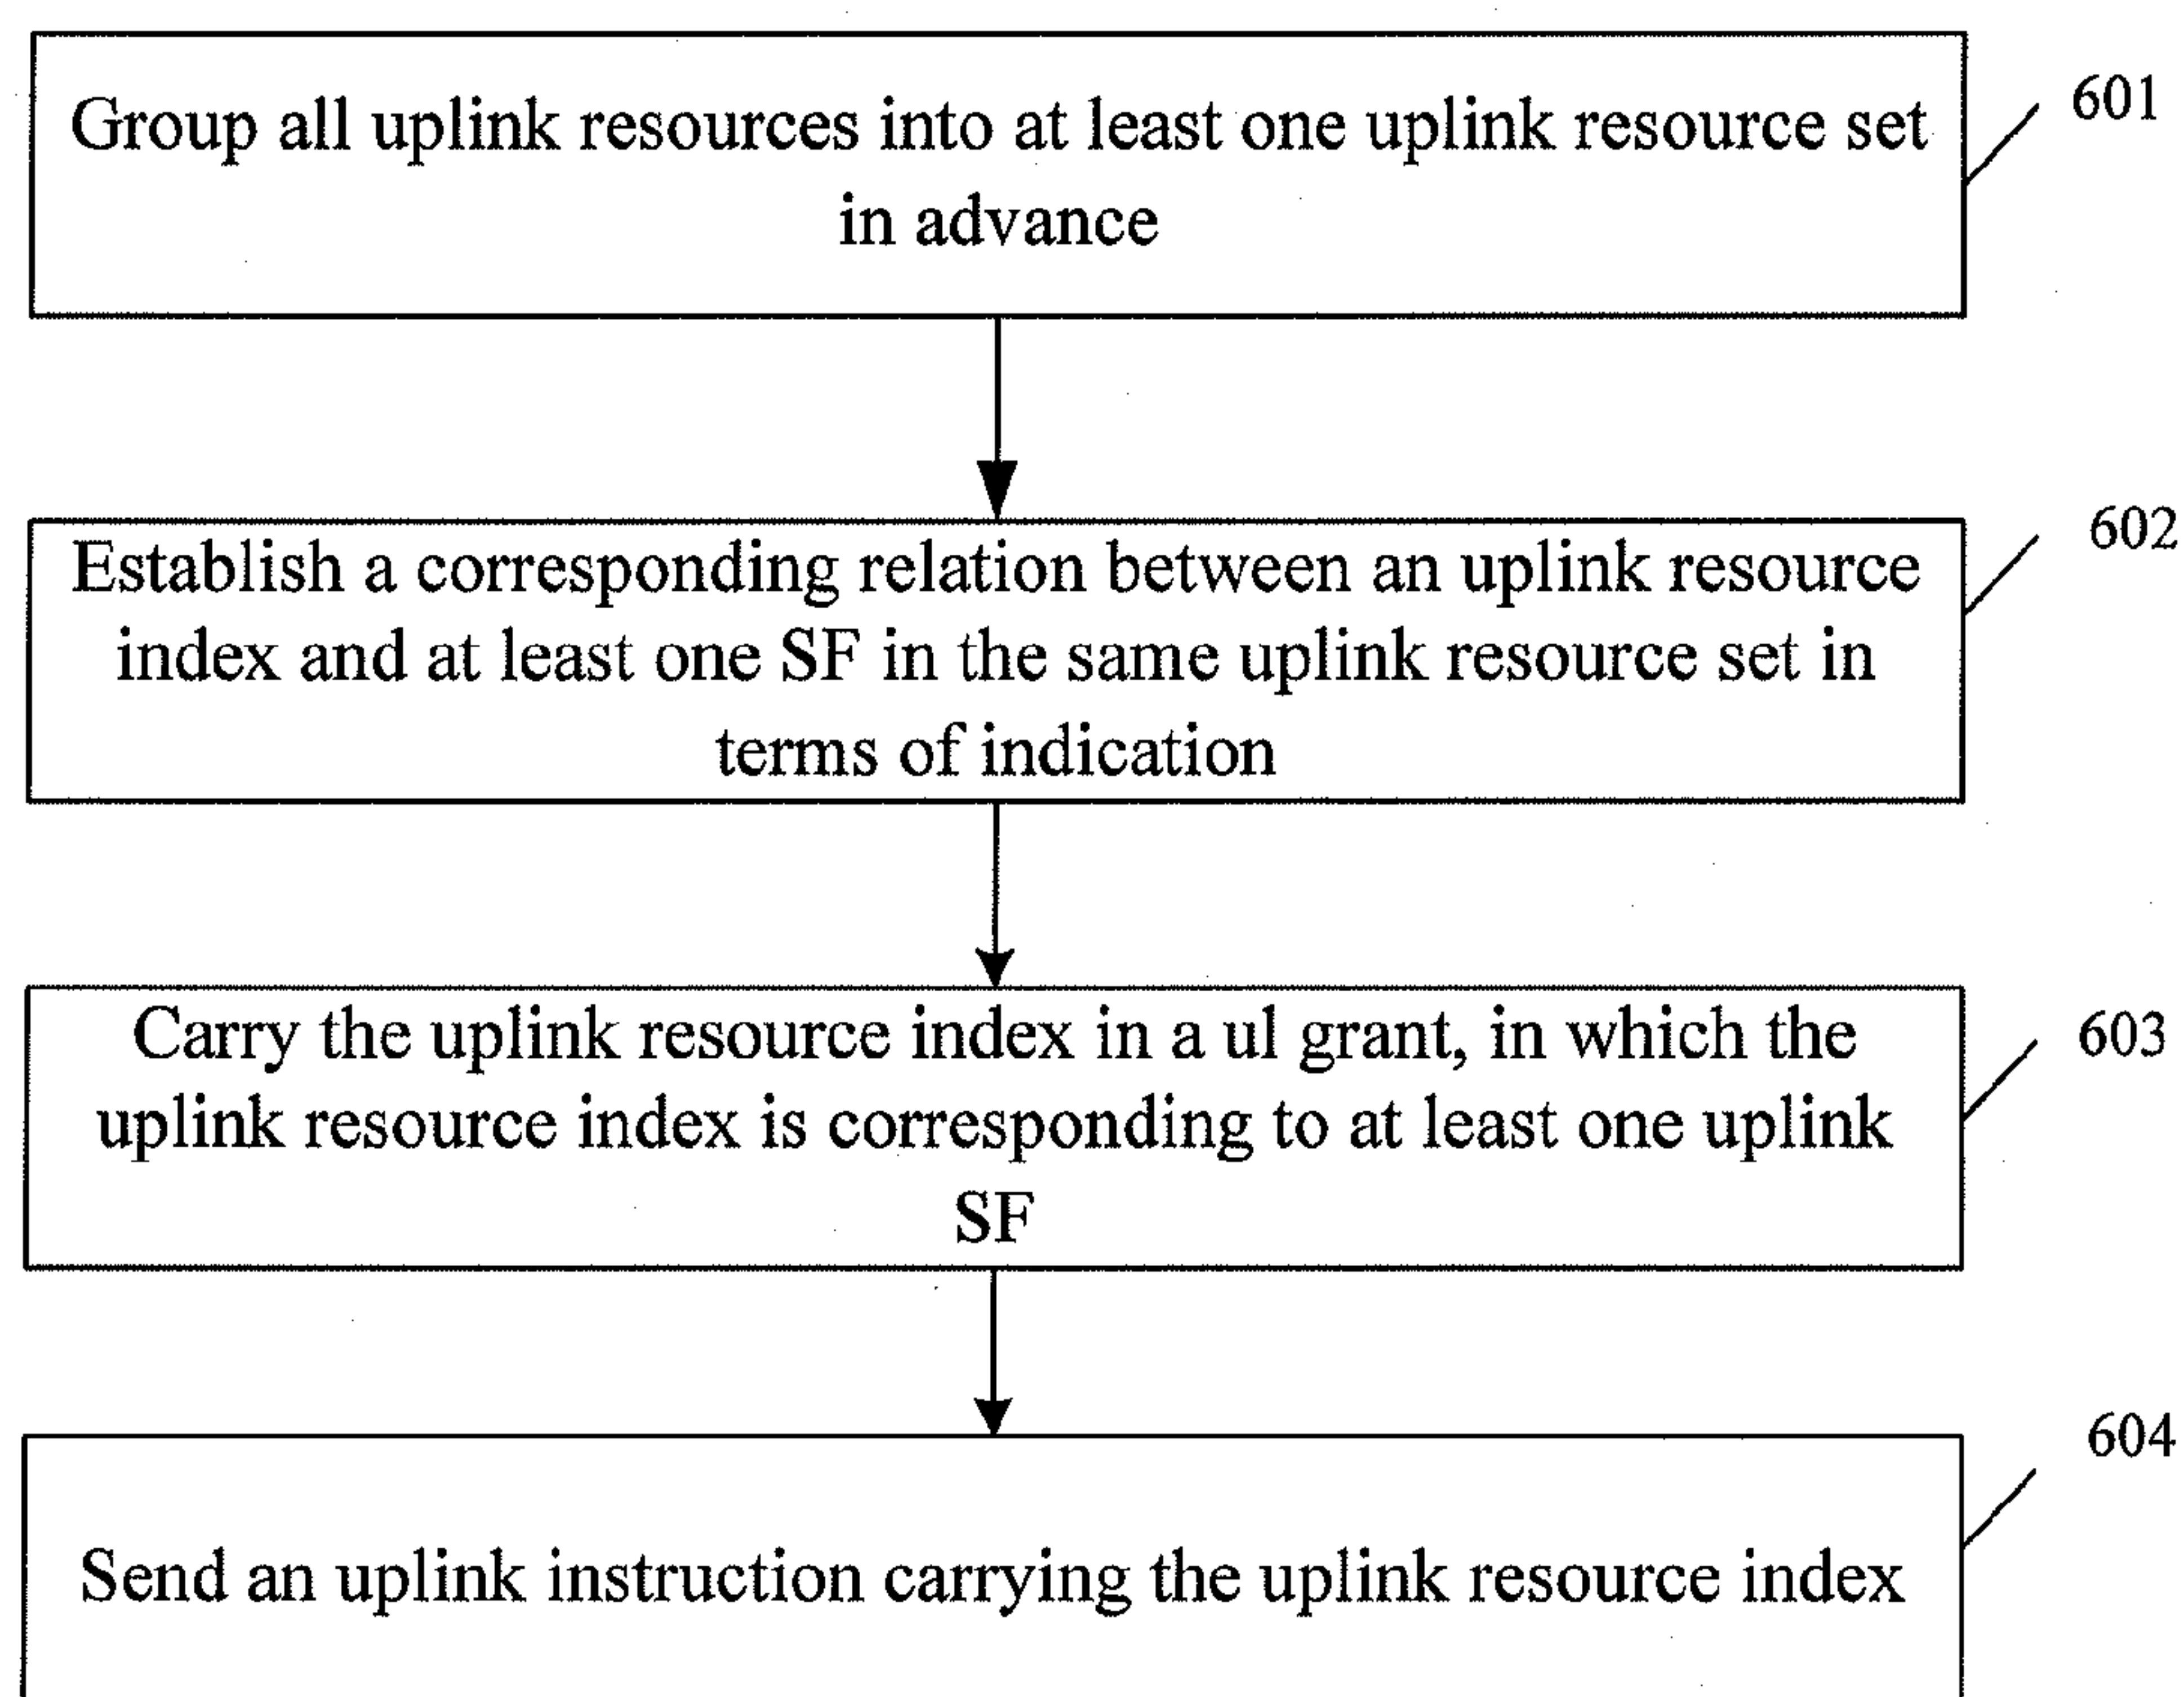 Group all uplink resources into at least one uplink resource set
in advance
601
Establish a corresponding relation between an uplink resource
index and at least one SF in the same uplink resource set in
terms of indication
602
Carry the uplink resource index in a ul grant, in which the
uplink resource index is corresponding to at least one uplink
SF
603
Send an uplink instruction carrying the uplink resource index
604